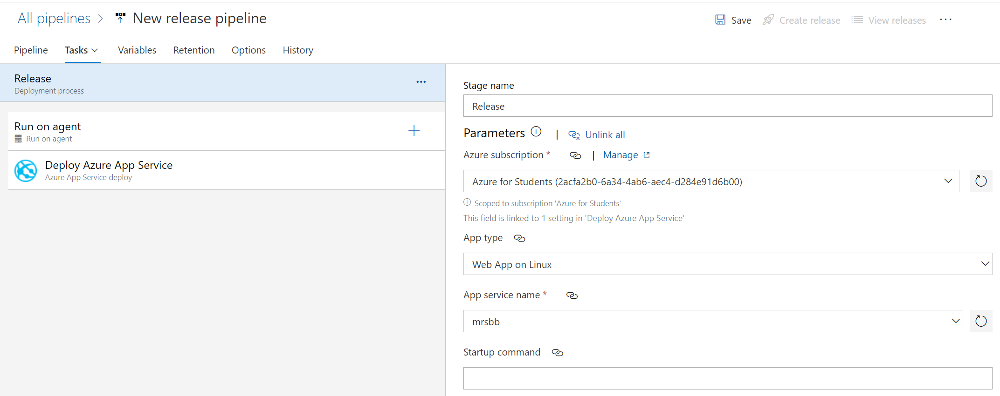 All pipelines > New release pipeline
Save Create release View releases ...
Pipeline Tasks Variables Retention Options History
Release
Deployment process
Run on agent
Run on agent
Deploy Azure App Service
Azure App Service deploy
Stage name
Release
Parameters | Unlink all
Azure subscription * | Manage
Azure for Students (2acfa2b0-6a34-4ab6-aec4-d284e91d6b00)
Scoped to subscription 'Azure for Students'
This field is linked to 1 setting in 'Deploy Azure App Service'
App type
Web App on Linux
App service name *
mrsbb
Startup command